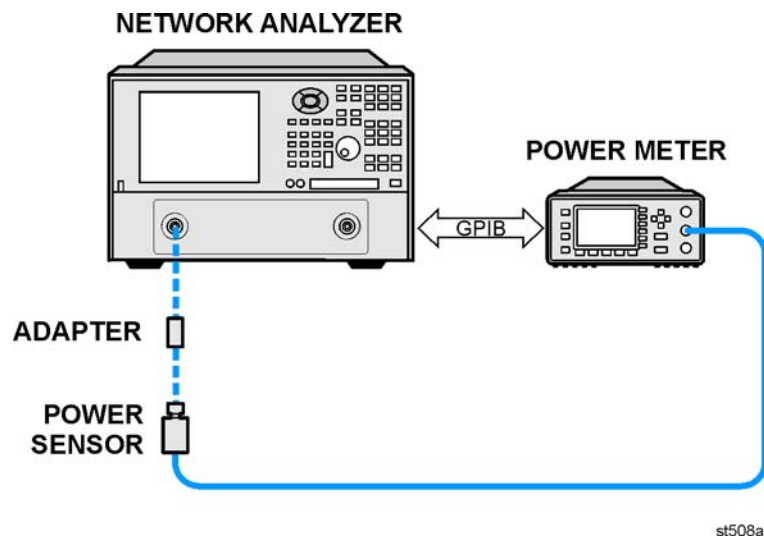 NETWORK ANALYZER
POWER METER
GPIB
ADAPTER
POWER
SENSOR
st508a